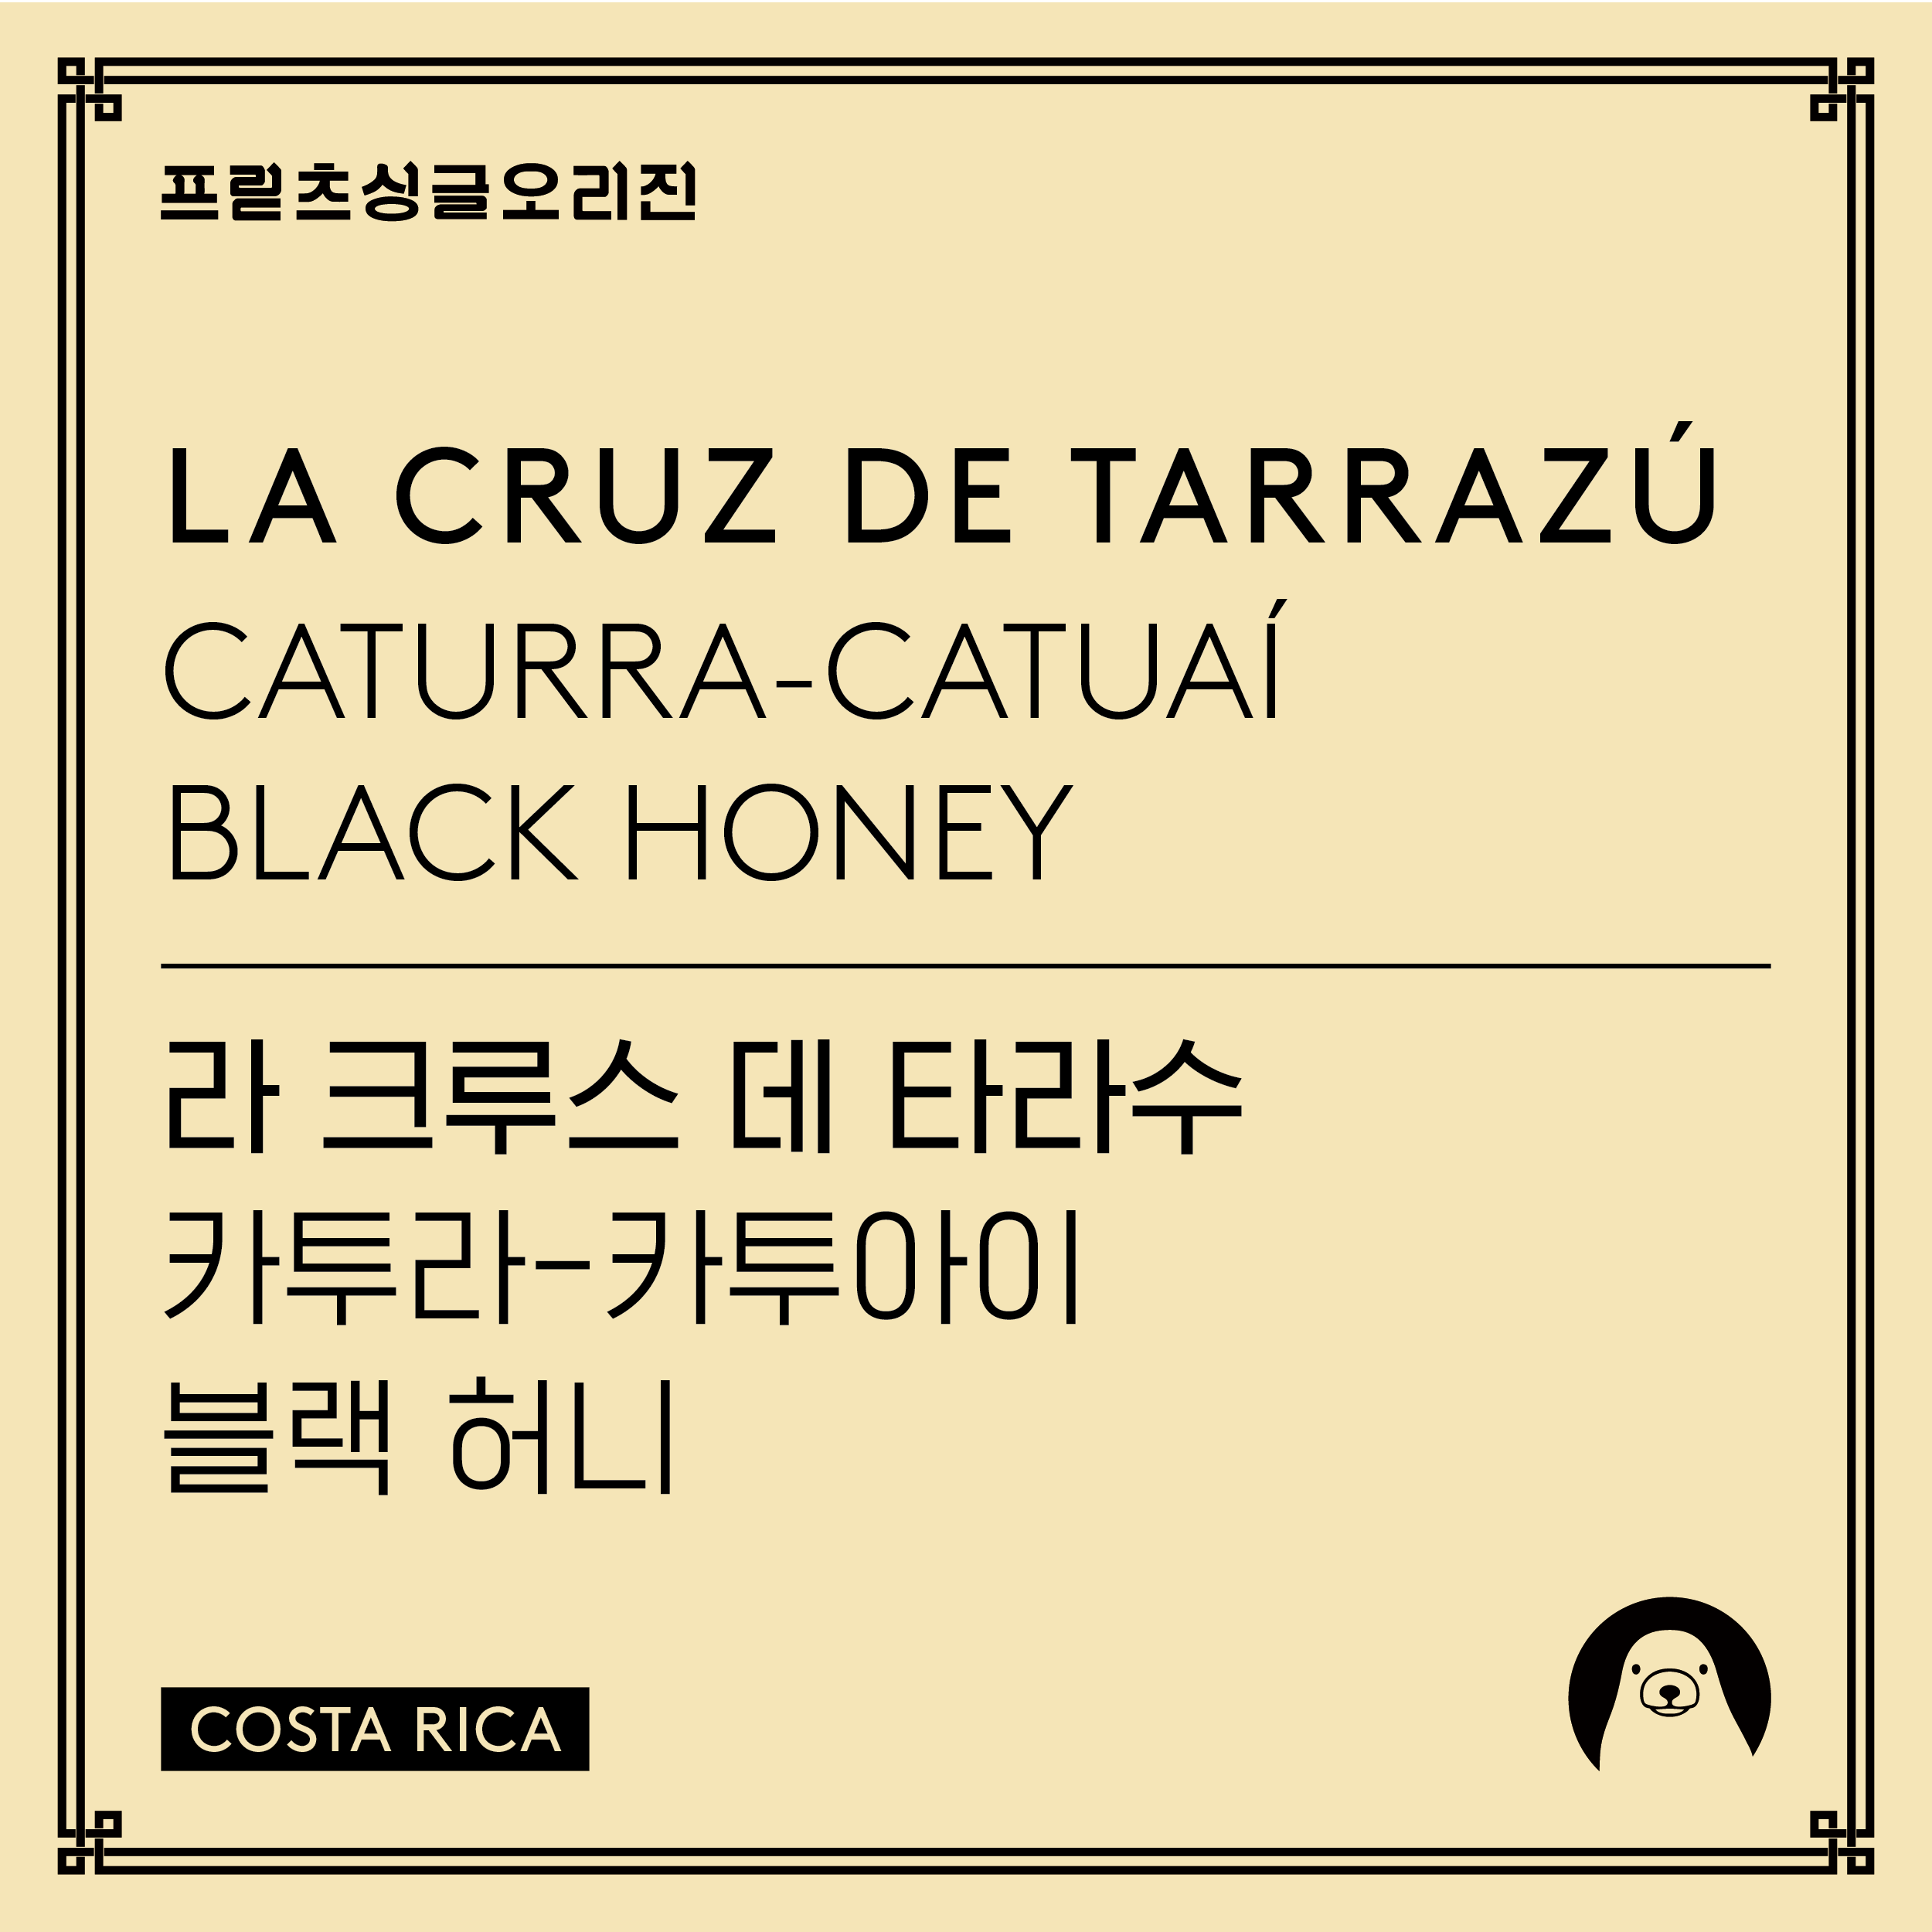 프릳츠싱글오리진
LA CRUZ DE TARRAZÚ
CATURRA-CATUAÍ
BLACK HONEY
라 크루스 데 타라수
카투라-카투아이
블랙 허니
COSTA RICA